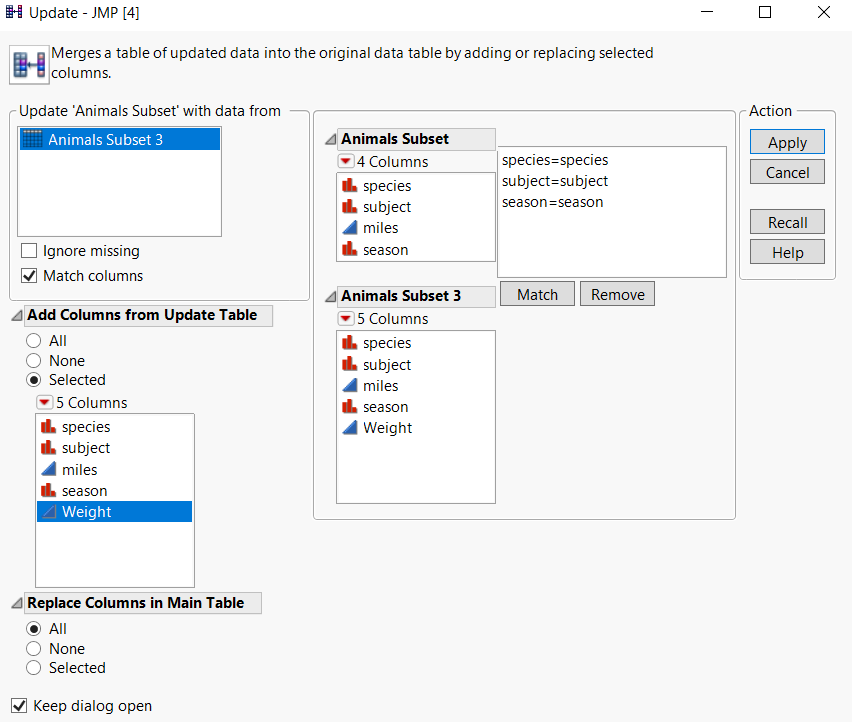 Update - JMP [4]
Merges a table of updated data into the original data table by adding or replacing selected
columns.
Update 'Animals Subset' with data from
Animals Subset 3
Ignore missing
Match columns
Add Columns from Update Table
All
None
Selected
5 Columns
species
subject
miles
season
Weight
Replace Columns in Main Table
All
None
Selected
Keep dialog open
Animals Subset
4 Columns
species
subject
miles
season
species=species
subject=subject
season=season
Match Remove
Animals Subset 3
5 Columns
species
subject
miles
season
Weight
Action
Apply
Cancel
Recall
Help